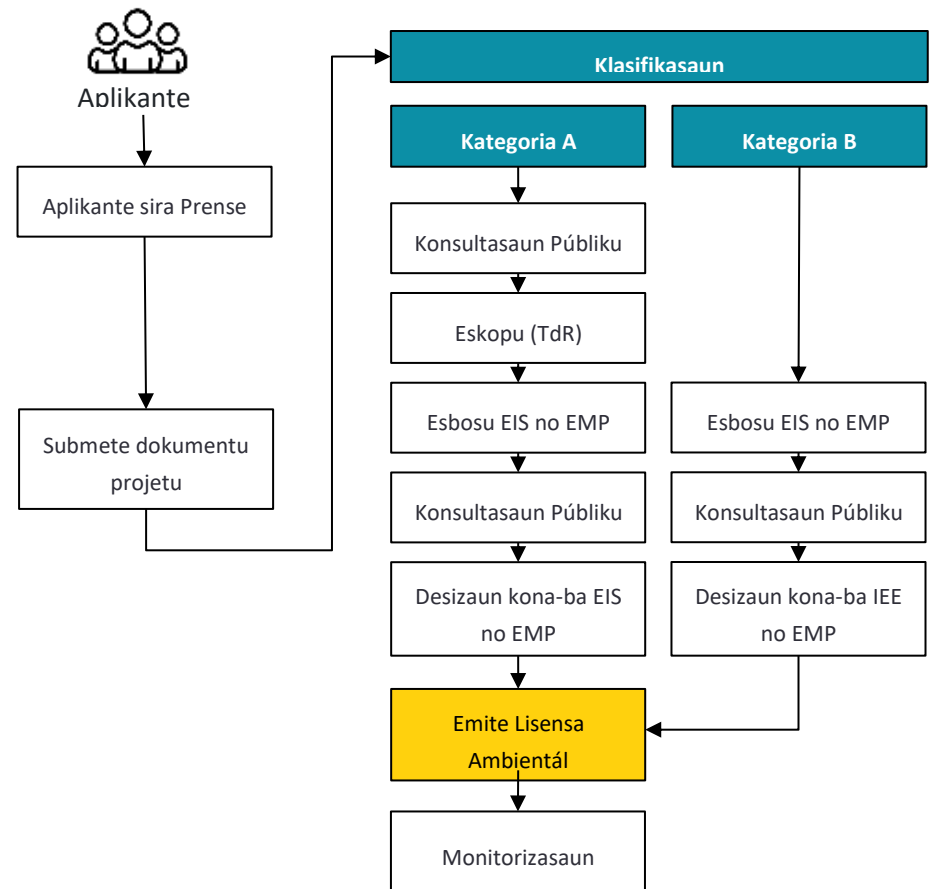 Aplikante
Aplikante sira Prense
Submete dokumentu
projetu
Klasifikasaun
Kategoria A
Konsultasaun Públiku
Eskopu (TdR)
Esbosu EIS no EMP
Konsultasaun Públiku
Desizaun kona-ba EIS
no EMP
Kategoria B
Esbosu EIS no EMP
Konsultasaun Públiku
Desizaun kona-ba IEE
no EMP
Emite Lisensa
Ambientál
Monitorizasaun